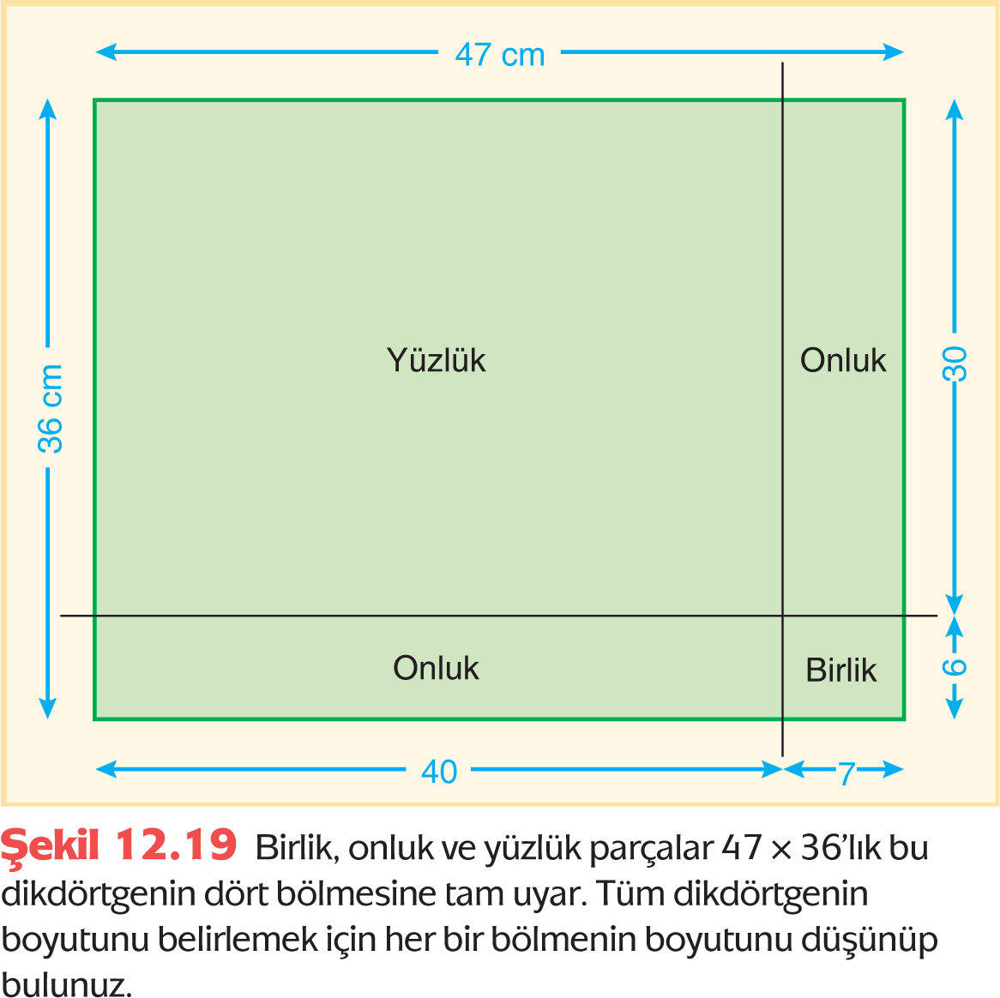 47 cm
36 cm
Yüzlük
Onluk
30
Onluk
Birlik
6
40
7
Şekil 12.19 Birlik, onluk ve yüzlük parçalar 47 × 36’lık bu
dikdörtgenin dört bölmesine tam uyar. Tüm dikdörtgenin
boyutunu belirlemek için her bir bölmenin boyutunu düşünüp
bulunuz.